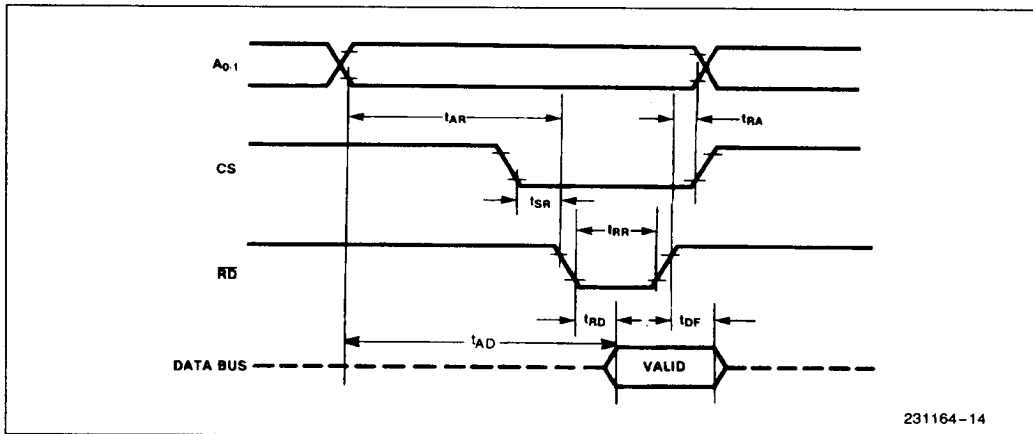 A0-1
tAR
tRA
CS
tSR
tRR
RD
tRD
tDF
tAD
DATA BUS
VALID
231164-14